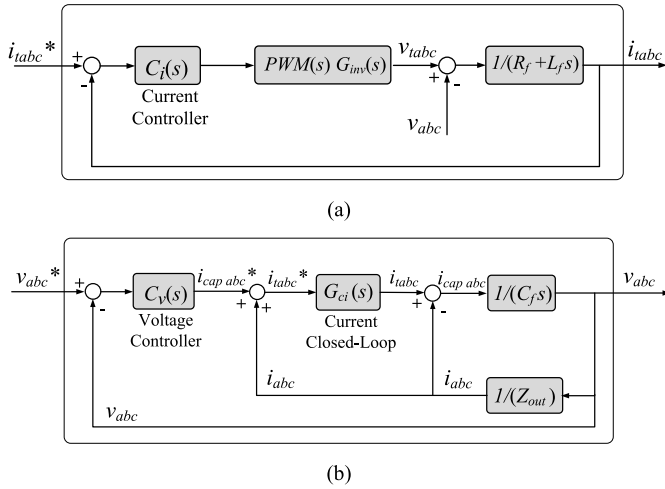 i_tabc*
+
-
C_i(s)
Current
Controller
PWM(s) G_inv(s)
v_tabc
+
-
v_abc
1/(R_f +L_f s)
i_tabc
(a)
v_abc*
+
-
C_v(s)
Voltage
Controller
i_cap abc*
+
+
i_tabc*
G_ci (s)
Current
Closed-Loop
i_tabc
+
-
i_cap abc
1/(C_f s)
v_abc
i_abc
i_abc
1/(Z_out)
v_abc
(b)